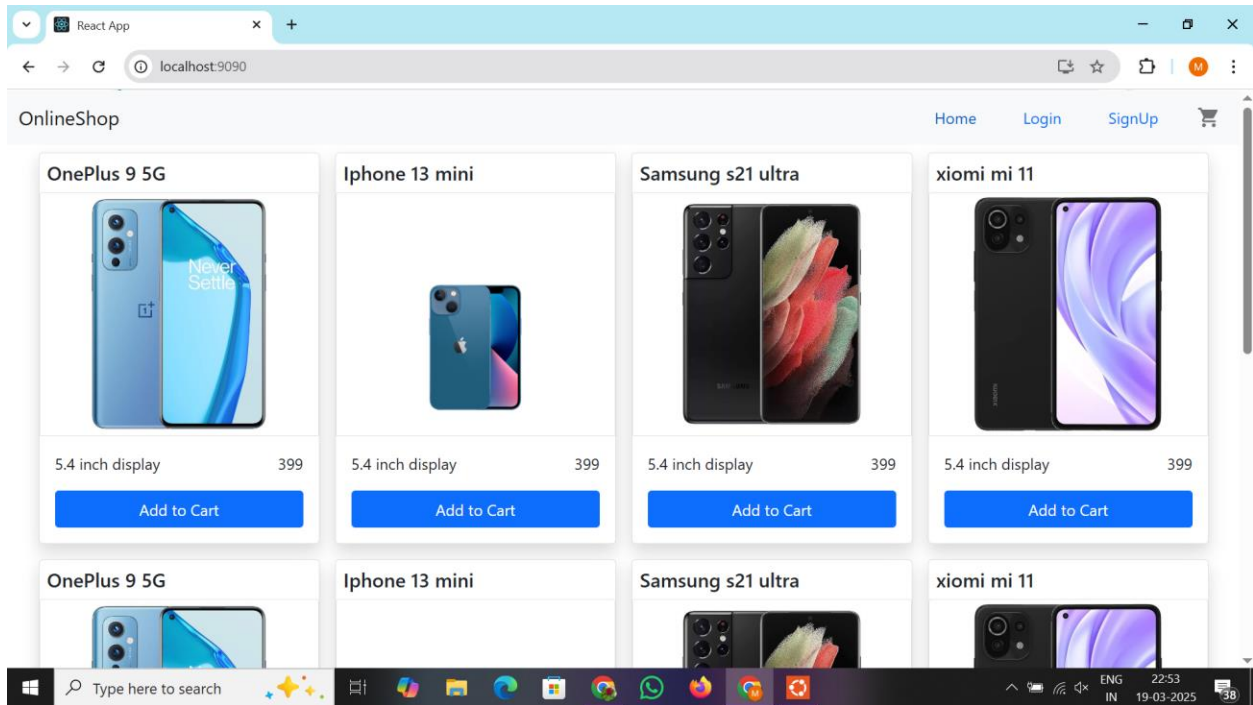 React App
localhost:9090
M
OnlineShop
Home Login SignUp
OnePlus 9 5G Iphone 13 mini Samsung s21 ultra xiomi mi 11
Never
Settle
SAMSUNG
xiaomi
5.4 inch display 399 5.4 inch display 399 5.4 inch display 399 5.4 inch display 399
Add to Cart Add to Cart Add to Cart Add to Cart
OnePlus 9 5G Iphone 13 mini Samsung s21 ultra xiomi mi 11
Type here to search
ENG 22:53
IN 19-03-2025 38